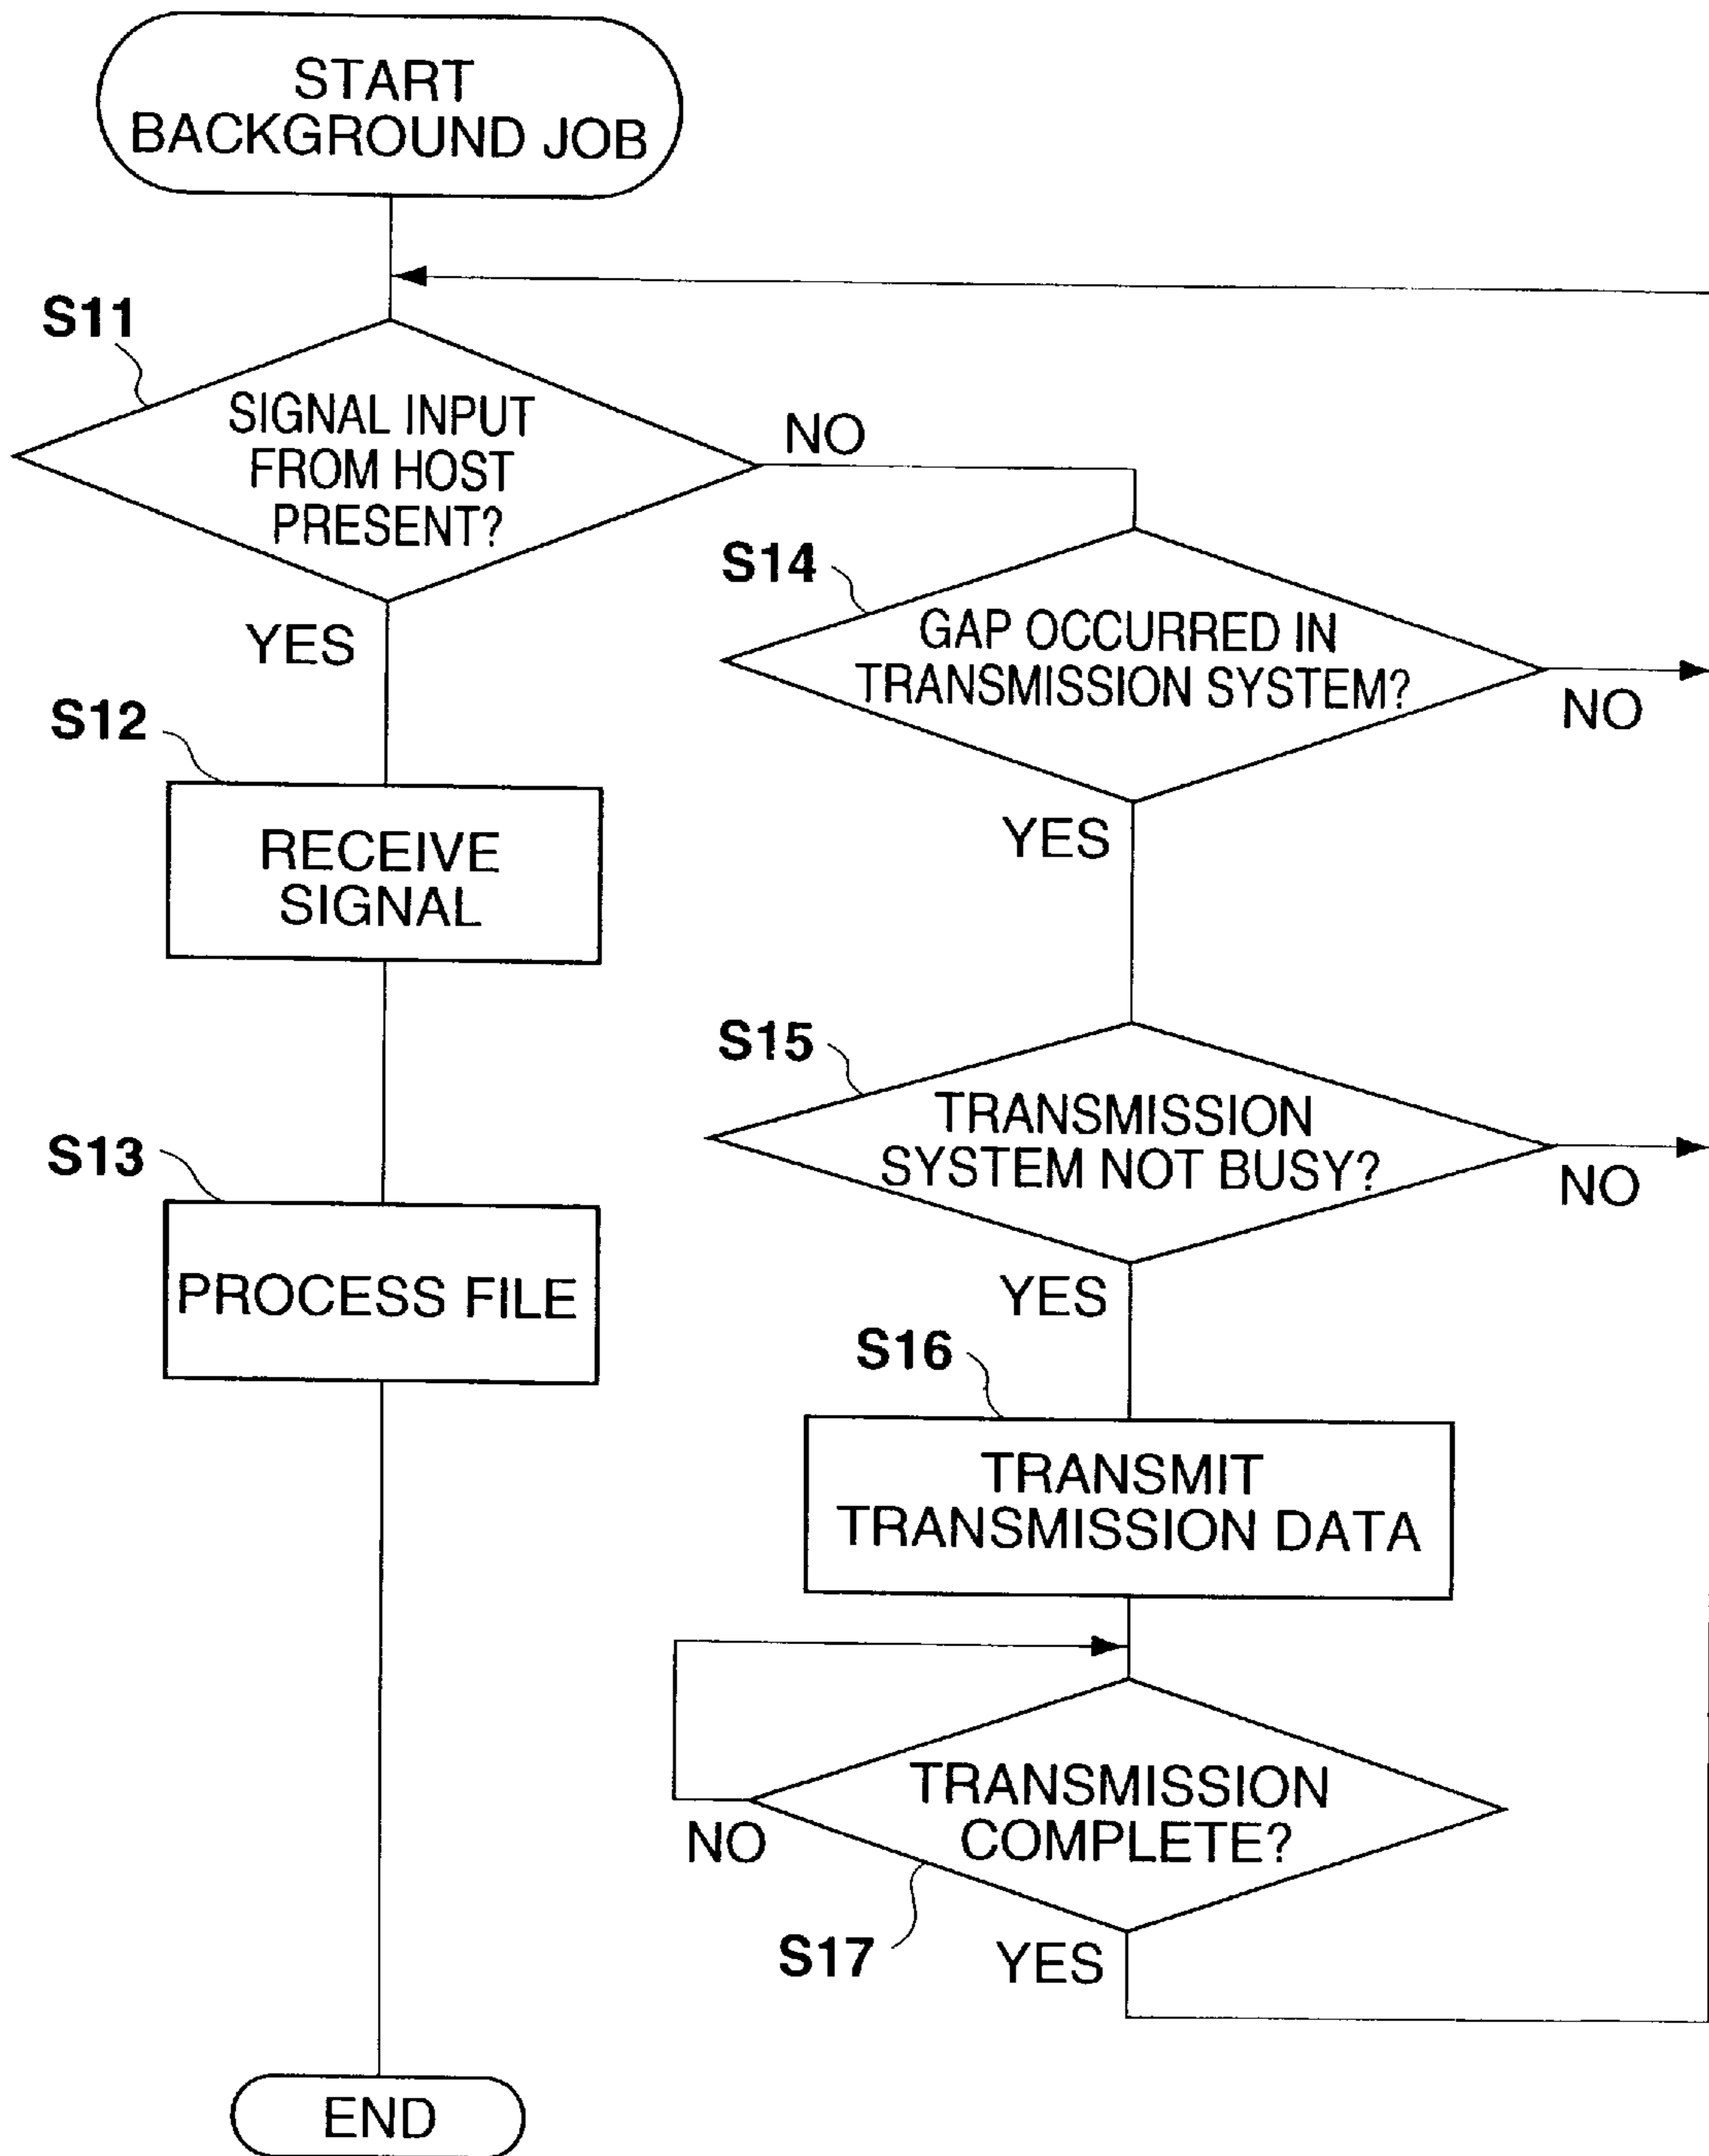 START
BACKGROUND JOB
S11
SIGNAL INPUT
FROM HOST
PRESENT?
NO
YES
S14
GAP OCCURRED IN
TRANSMISSION SYSTEM?
NO
YES
S12
RECEIVE
SIGNAL
S15
TRANSMISSION
SYSTEM NOT BUSY?
NO
YES
S13
PROCESS FILE
S16
TRANSMIT
TRANSMISSION DATA
TRANSMISSION
COMPLETE?
NO
S17
YES
END